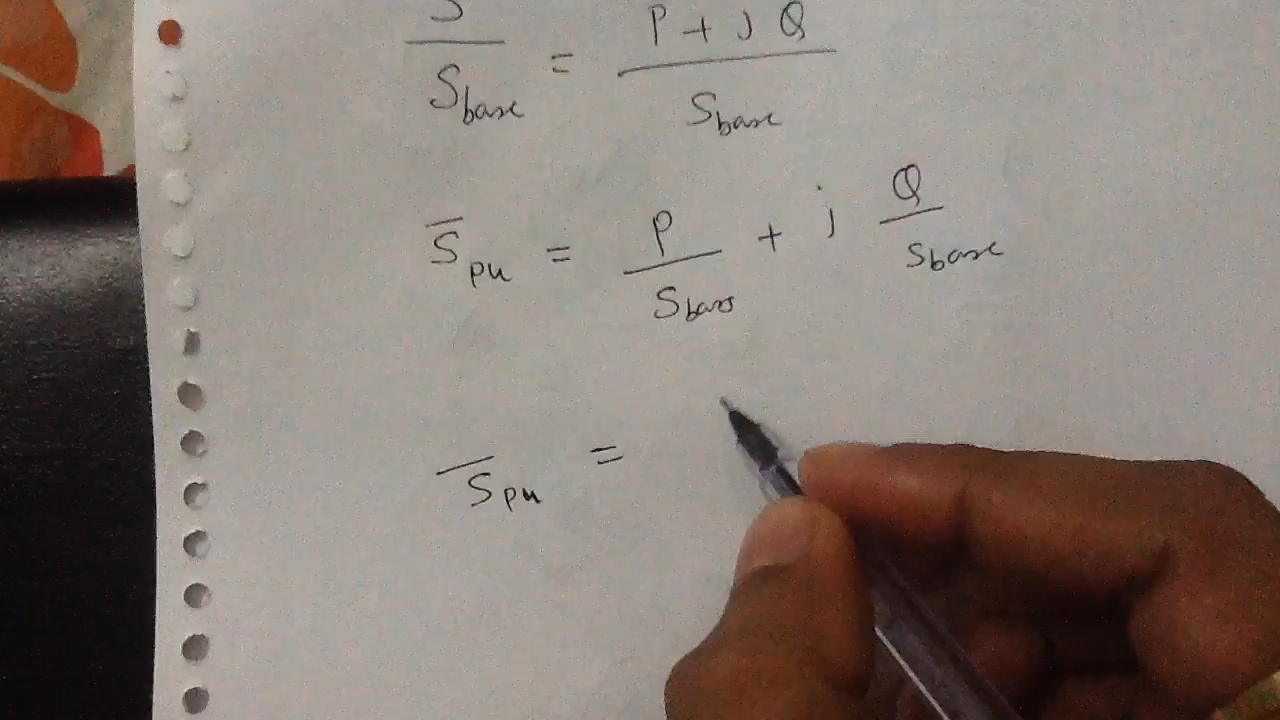 S / S_base = P + j Q / S_base
S̅_pu = P / S_base + j Q / S_base
S̅_pu =